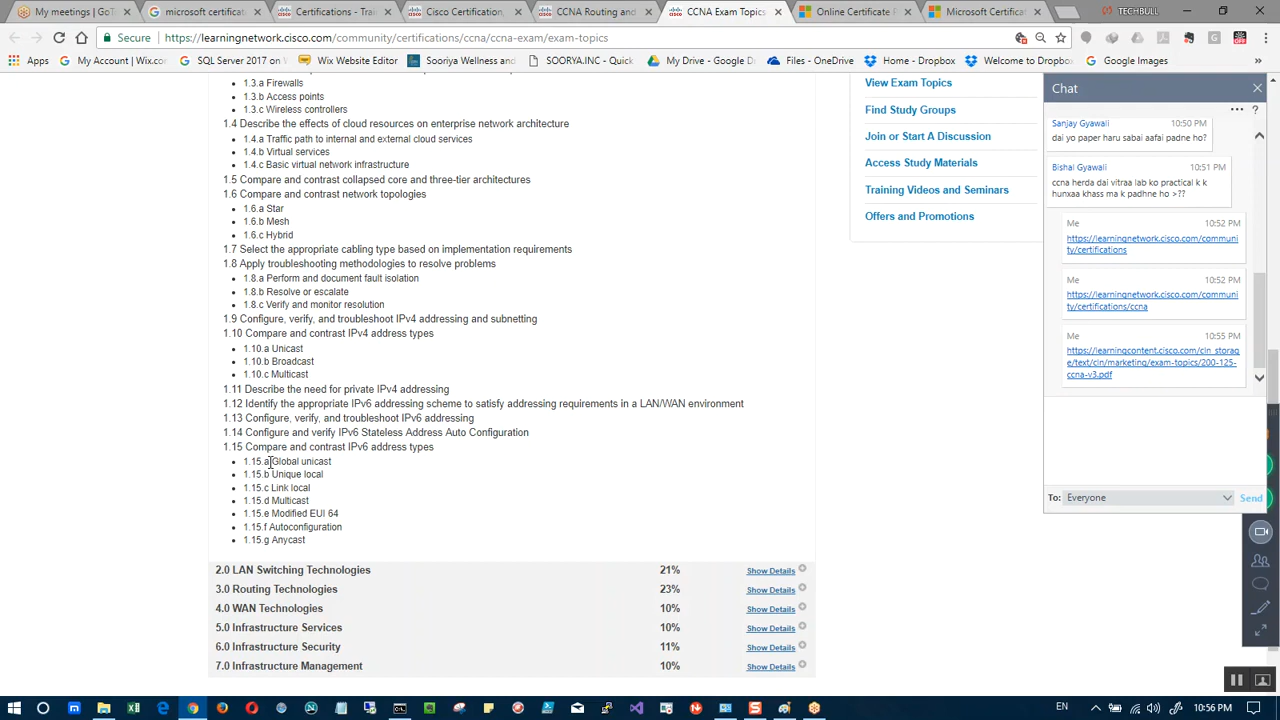 My meetings | GoT
microsoft certificat
Certifications - Trai
Cisco Certification,
CCNA Routing and
CCNA Exam Topics
Online Certificate P
Microsoft Certificat
TECHBULL
Secure
https://learningnetwork.cisco.com/community/certifications/ccna/ccna-exam/exam-topics
Apps
My Account | Victor
SQL Server 2017 on
Wix Website Editor
Sooriya Wellness and
SOORYA.INC - Quick
My Drive - Google D
Files - OneDrive
Home - Dropbox
Welcome to Dropbox
Google Images
1.3.a Firewalls
1.3.b Access points
1.3.c Wireless controllers
1.4 Describe the effects of cloud resources on enterprise network architecture
1.4.a Traffic path to internal and external cloud services
1.4.b Virtual services
1.4.c Basic virtual network infrastructure
1.5 Compare and contrast collapsed core and three-tier architectures
1.6 Compare and contrast network topologies
1.6.a Star
1.6.b Mesh
1.6.c Hybrid
1.7 Select the appropriate cabling type based on implementation requirements
1.8 Apply troubleshooting methodologies to resolve problems
1.8.a Perform and document fault isolation
1.8.b Resolve or escalate
1.8.c Verify and monitor resolution
1.9 Configure, verify, and troubleshoot IPv4 addressing and subnetting
1.10 Compare and contrast IPv4 address types
1.10.a Unicast
1.10.b Broadcast
1.10.c Multicast
1.11 Describe the need for private IPv4 addressing
1.12 Identify the appropriate IPv6 addressing scheme to satisfy addressing requirements in a LAN/WAN environment
1.13 Configure, verify, and troubleshoot IPv6 addressing
1.14 Configure and verify IPv6 Stateless Address Auto Configuration
1.15 Compare and contrast IPv6 address types
1.15.a Global unicast
1.15.b Unique local
1.15.c Link local
1.15.d Multicast
1.15.e Modified EUI 64
1.15.f Autoconfiguration
1.15.g Anycast
2.0 LAN Switching Technologies 21% Show Details
3.0 Routing Technologies 23% Show Details
4.0 WAN Technologies 10% Show Details
5.0 Infrastructure Services 10% Show Details
6.0 Infrastructure Security 11% Show Details
7.0 Infrastructure Management 10% Show Details
View Exam Topics
Find Study Groups
Join or Start A Discussion
Access Study Materials
Training Videos and Seminars
Offers and Promotions
Chat
Sanjay Gyawali 10:50 PM
dai yo paper haru sabai aafai padne ho?
Bishal Gyawali 10:51 PM
ccna herda dai vitraa lab ko practical k k
hunxaa khass ma k padhne ho >??
Me 10:52 PM
https://learningnetwork.cisco.com/communi
ty/certifications
Me 10:52 PM
https://learningnetwork.cisco.com/communi
ty/certifications/ccna
Me 10:55 PM
https://learningcontent.cisco.com/cln_storag
e/text/cln/marketing/exam-topics/200-125-
ccna-v3.pdf
To: Everyone Send
EN 10:56 PM